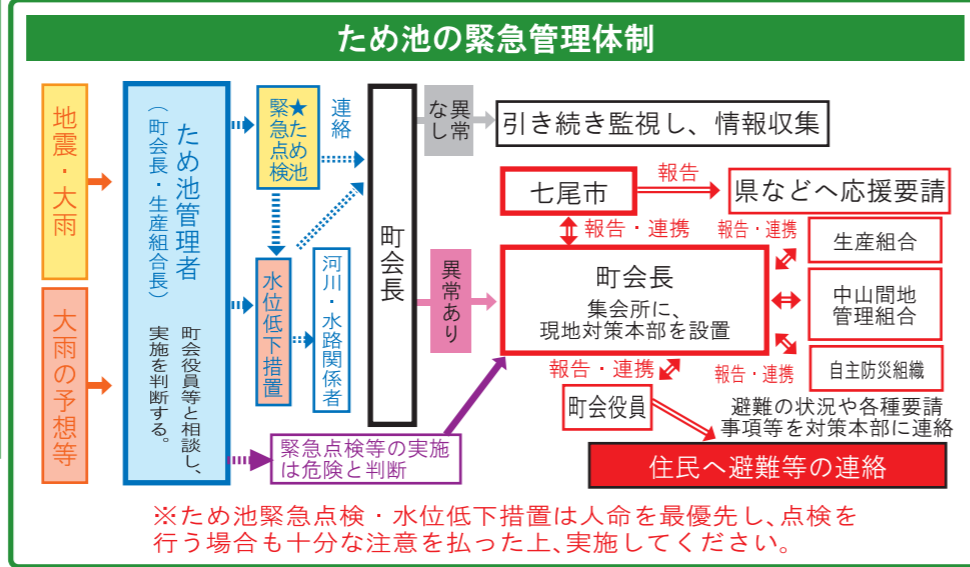 ため池の緊急管理体制
地震・大雨
大雨の予想等
ため池管理者
（町会長・生産組合長）
町会役員等と相談し、
実施を判断する。
★ため池
緊急点検
連絡
水位低下措置
河川・水路関係者
緊急点検等の実施
は危険と判断
町会長
異常
なし
引き続き監視し、情報収集
異常あり
七尾市
報告
県などへ応援要請
報告・連携
町会長
集会所に、
現地対策本部を設置
報告・連携
生産組合
中山間地
管理組合
報告・連携
自主防災組織
報告・連携
町会役員
避難の状況や各種要請
事項等を対策本部に連絡
住民へ避難等の連絡
※ため池緊急点検・水位低下措置は人命を最優先し、点検を
行う場合も十分な注意を払った上、実施してください。